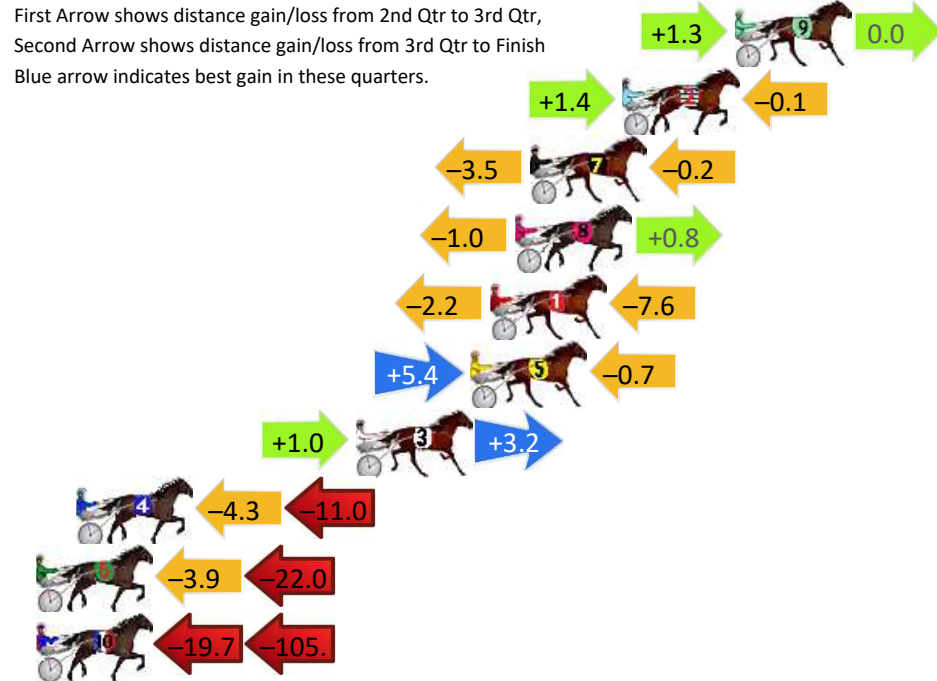 First Arrow shows distance gain/loss from 2nd Qtr to 3rd Qtr,
Second Arrow shows distance gain/loss from 3rd Qtr to Finish
Blue arrow indicates best gain in these quarters.
+1.3 9 0.0
+1.4 2 –0.1
–3.5 7 –0.2
–1.0 8 +0.8
–2.2 1 –7.6
+5.4 5 –0.7
+1.0 3 +3.2
4 –4.3 –11.0
6 –3.9 –22.0
10 –19.7 –105.